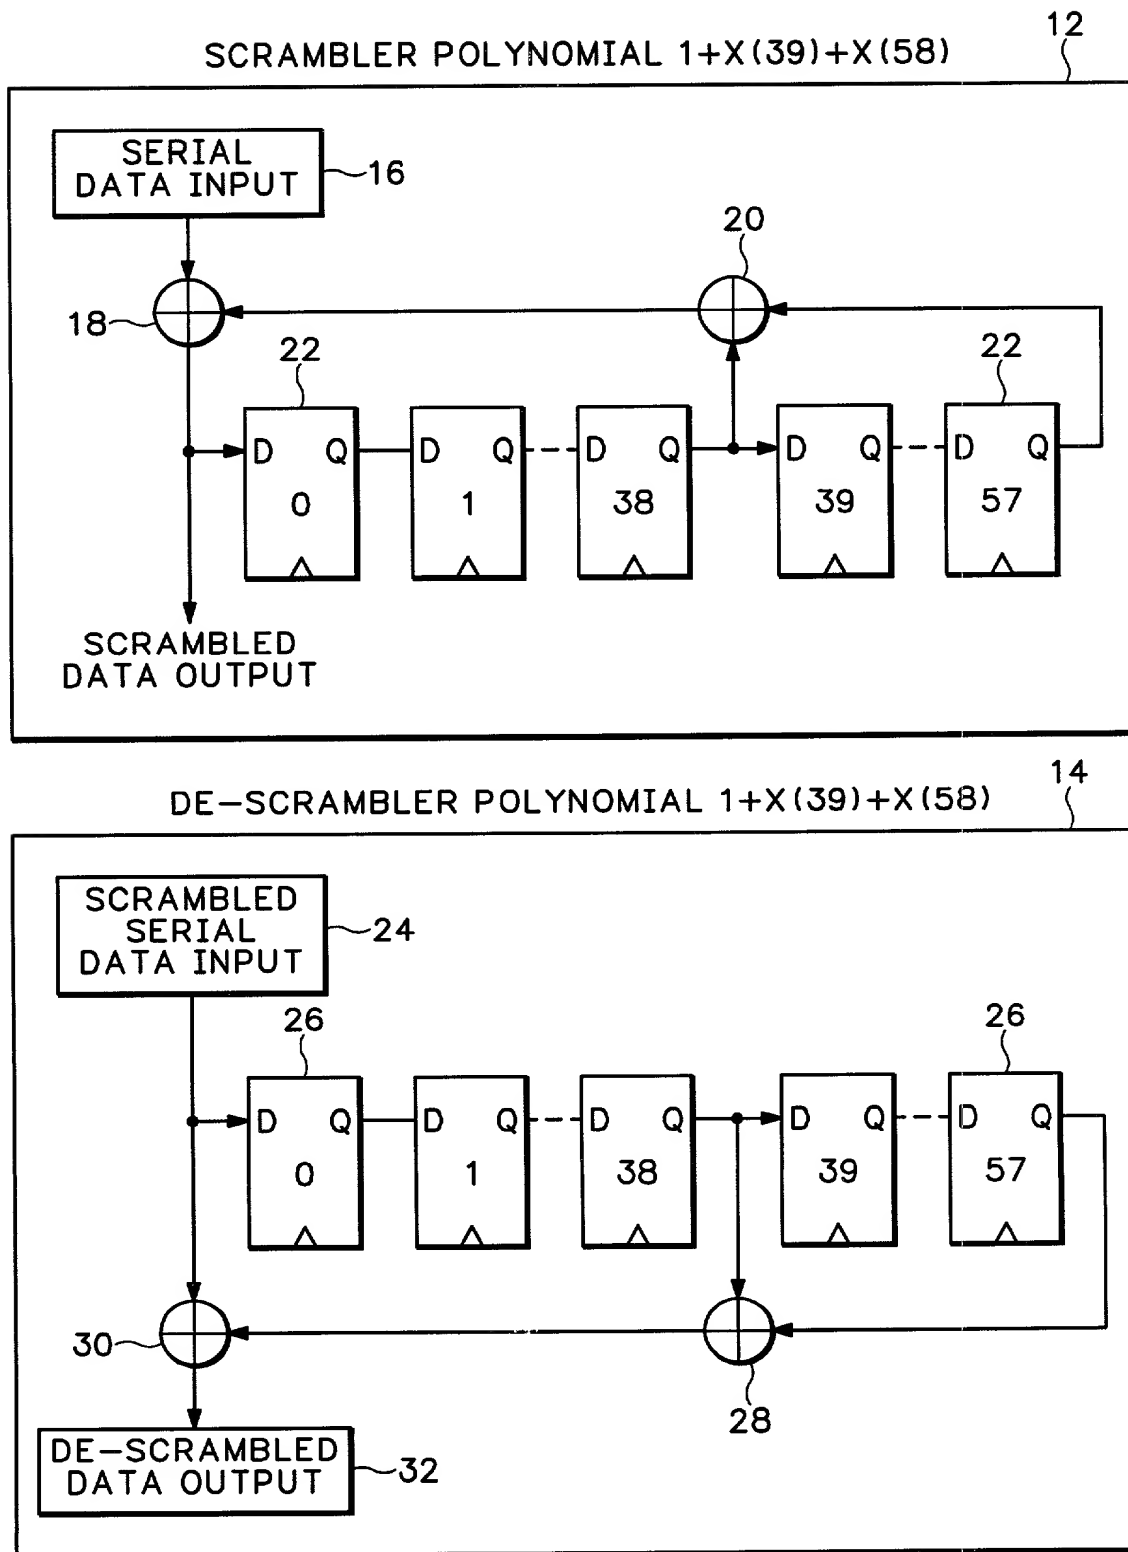 SCRAMBLER POLYNOMIAL 1+X(39)+X(58)
12
SERIAL
DATA INPUT
16
20
18
22
22
D Q
D Q
D Q
D Q
D Q
0
1
38
39
57
SCRAMBLED
DATA OUTPUT
14
DE-SCRAMBLER POLYNOMIAL 1+X(39)+X(58)
SCRAMBLED
SERIAL
DATA INPUT
24
26
26
D Q
D Q
D Q
D Q
D Q
0
1
38
39
57
30
28
DE-SCRAMBLED
DATA OUTPUT
32